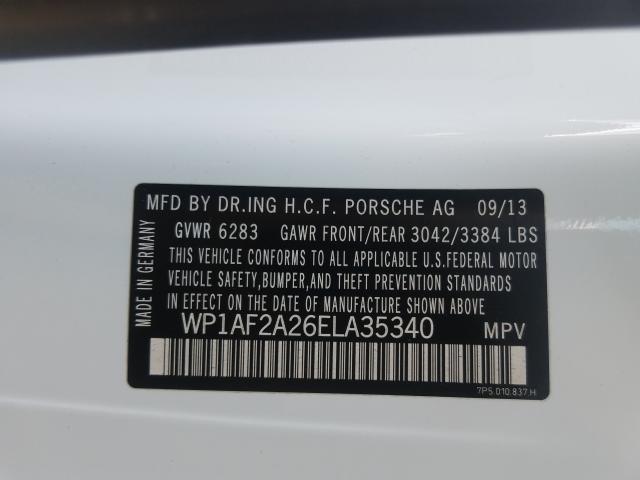 MFD BY DR.ING H.C.F. PORSCHE AG 09/13
GVWR 6283 GAWR FRONT/REAR 3042/3384 LBS
THIS VEHICLE CONFORMS TO ALL APPLICABLE U.S.FEDERAL MOTOR
VEHICLE SAFETY,BUMPER,AND THEFT PREVENTION STANDARDS
IN EFFECT ON THE DATE OF MANUFACTURE SHOWN ABOVE.
WP1AF2A26ELA35340 MPV
7P5.010.837.H
MADE IN GERMANY